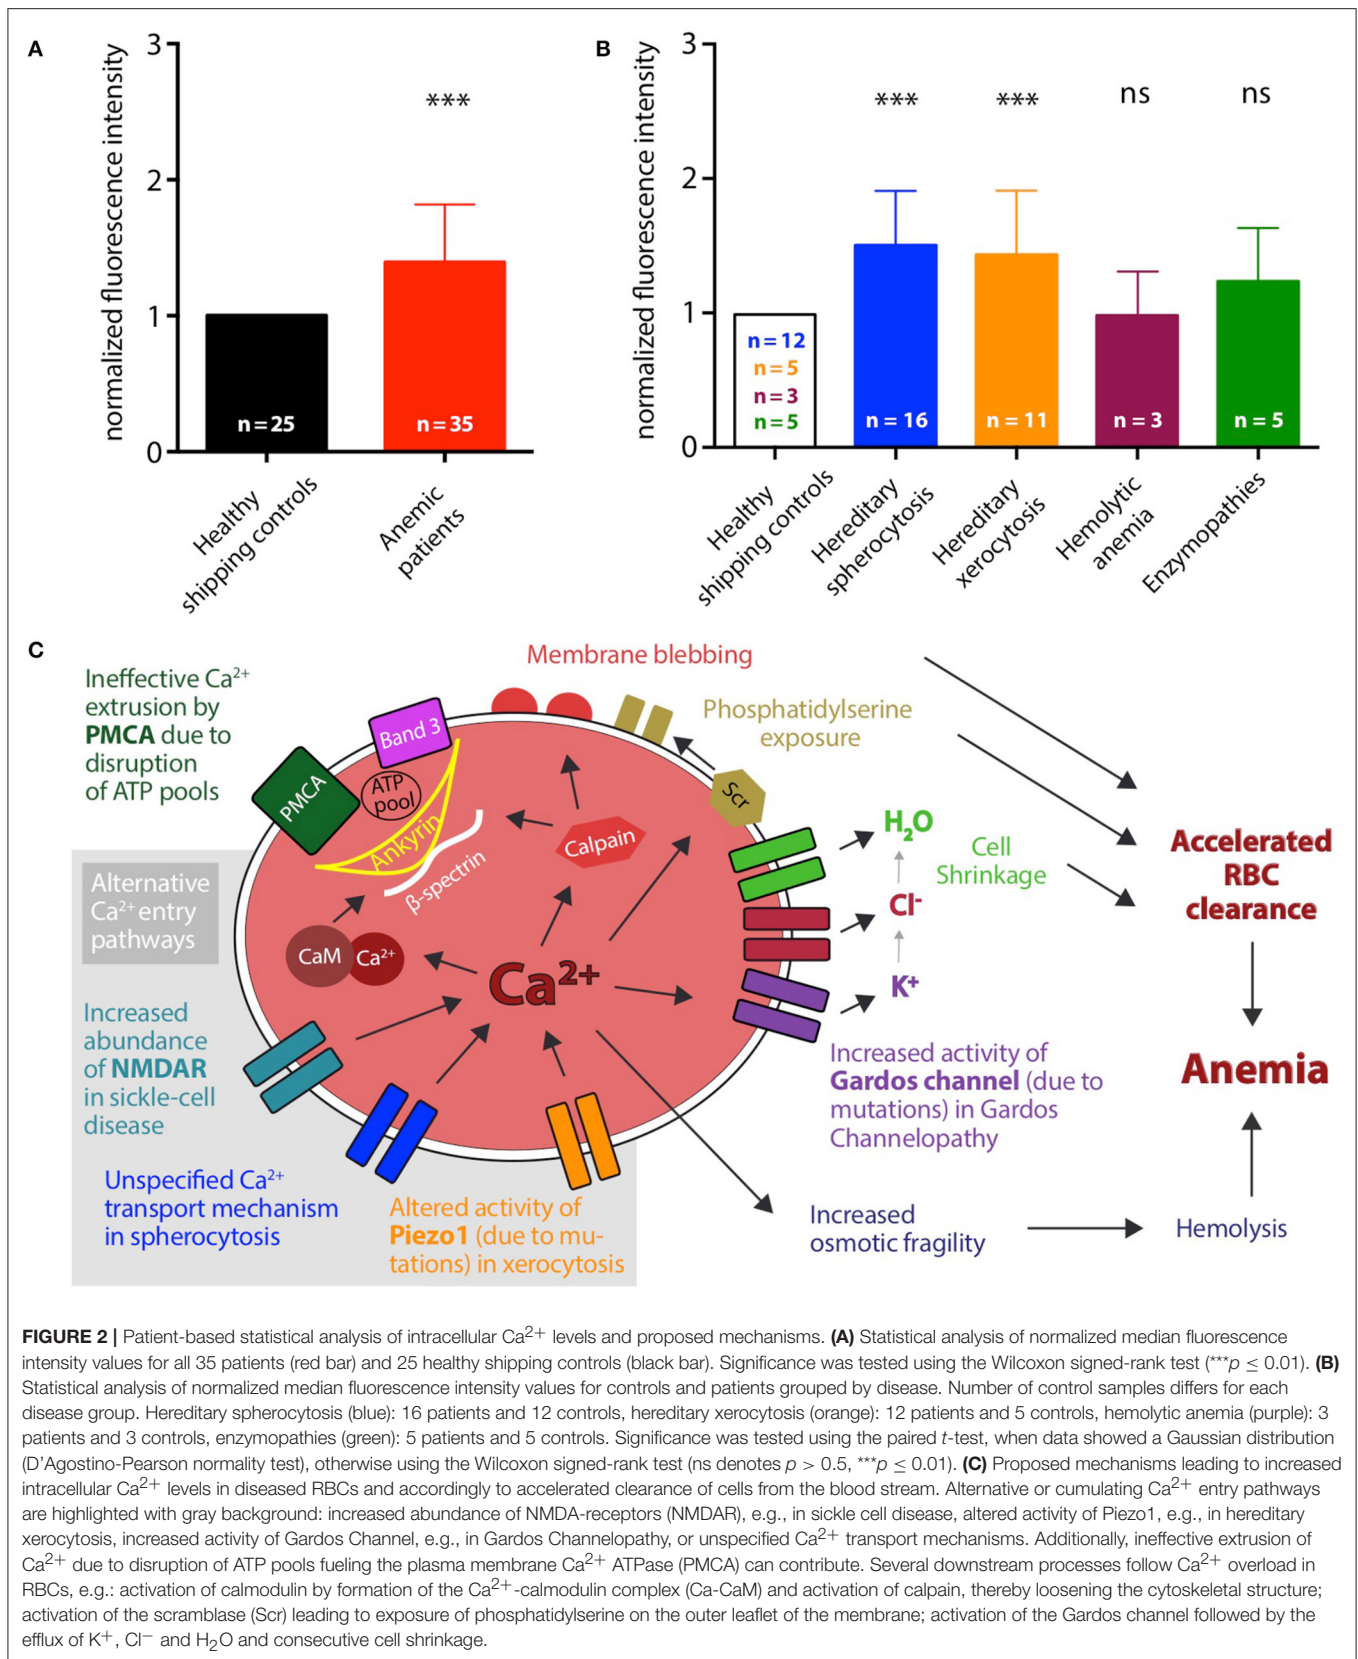 A
normalized fluorescence intensity
3
2
1
0
***
n=25
n=35
Healthy
shipping controls
Anemic
patients
B
normalized fluorescence intensity
3
2
1
0
***
***
ns
ns
n=12
n=5
n=3
n=5
n=16
n=11
n=3
n=5
Healthy
shipping controls
Hereditary
spherocytosis
Hereditary
xerocytosis
Hemolytic
anemia
Enzymopathies
C
Ineffective Ca²⁺
extrusion by
PMCA due to
disruption
of ATP pools
Membrane blebbing
Phosphatidylserine
exposure
PMCA
Band 3
ATP
pool
Ankyrin
β-spectrin
Calpain
Scr
H₂O
Cl⁻
K⁺
Cell
Shrinkage
Accelerated
RBC
clearance
Alternative
Ca²⁺ entry
pathways
CaM
Ca²⁺
Ca²⁺
Increased
abundance
of NMDAR
in sickle-cell
disease
Unspecified Ca²⁺
transport mechanism
in spherocytosis
Altered activity of
Piezo1 (due to mu-
tations) in xerocytosis
Increased activity of
Gardos channel (due to
mutations) in Gardos
Channelopathy
Anemia
Increased
osmotic fragility
Hemolysis
FIGURE 2 | Patient-based statistical analysis of intracellular Ca²⁺ levels and proposed mechanisms. (A) Statistical analysis of normalized median fluorescence
intensity values for all 35 patients (red bar) and 25 healthy shipping controls (black bar). Significance was tested using the Wilcoxon signed-rank test (***p ≤ 0.01). (B)
Statistical analysis of normalized median fluorescence intensity values for controls and patients grouped by disease. Number of control samples differs for each
disease group. Hereditary spherocytosis (blue): 16 patients and 12 controls, hereditary xerocytosis (orange): 12 patients and 5 controls, hemolytic anemia (purple): 3
patients and 3 controls, enzymopathies (green): 5 patients and 5 controls. Significance was tested using the paired t-test, when data showed a Gaussian distribution
(D'Agostino-Pearson normality test), otherwise using the Wilcoxon signed-rank test (ns denotes p > 0.5, ***p ≤ 0.01). (C) Proposed mechanisms leading to increased
intracellular Ca²⁺ levels in diseased RBCs and accordingly to accelerated clearance of cells from the blood stream. Alternative or cumulating Ca²⁺ entry pathways
are highlighted with gray background: increased abundance of NMDA-receptors (NMDAR), e.g., in sickle cell disease, altered activity of Piezo1, e.g., in hereditary
xerocytosis, increased activity of Gardos Channel, e.g., in Gardos Channelopathy, or unspecified Ca²⁺ transport mechanisms. Additionally, ineffective extrusion of
Ca²⁺ due to disruption of ATP pools fueling the plasma membrane Ca²⁺ ATPase (PMCA) can contribute. Several downstream processes follow Ca²⁺ overload in
RBCs, e.g.: activation of calmodulin by formation of the Ca²⁺-calmodulin complex (Ca-CaM) and activation of calpain, thereby loosening the cytoskeletal structure;
activation of the scramblase (Scr) leading to exposure of phosphatidylserine on the outer leaflet of the membrane; activation of the Gardos channel followed by the
efflux of K⁺, Cl⁻ and H₂O and consecutive cell shrinkage.